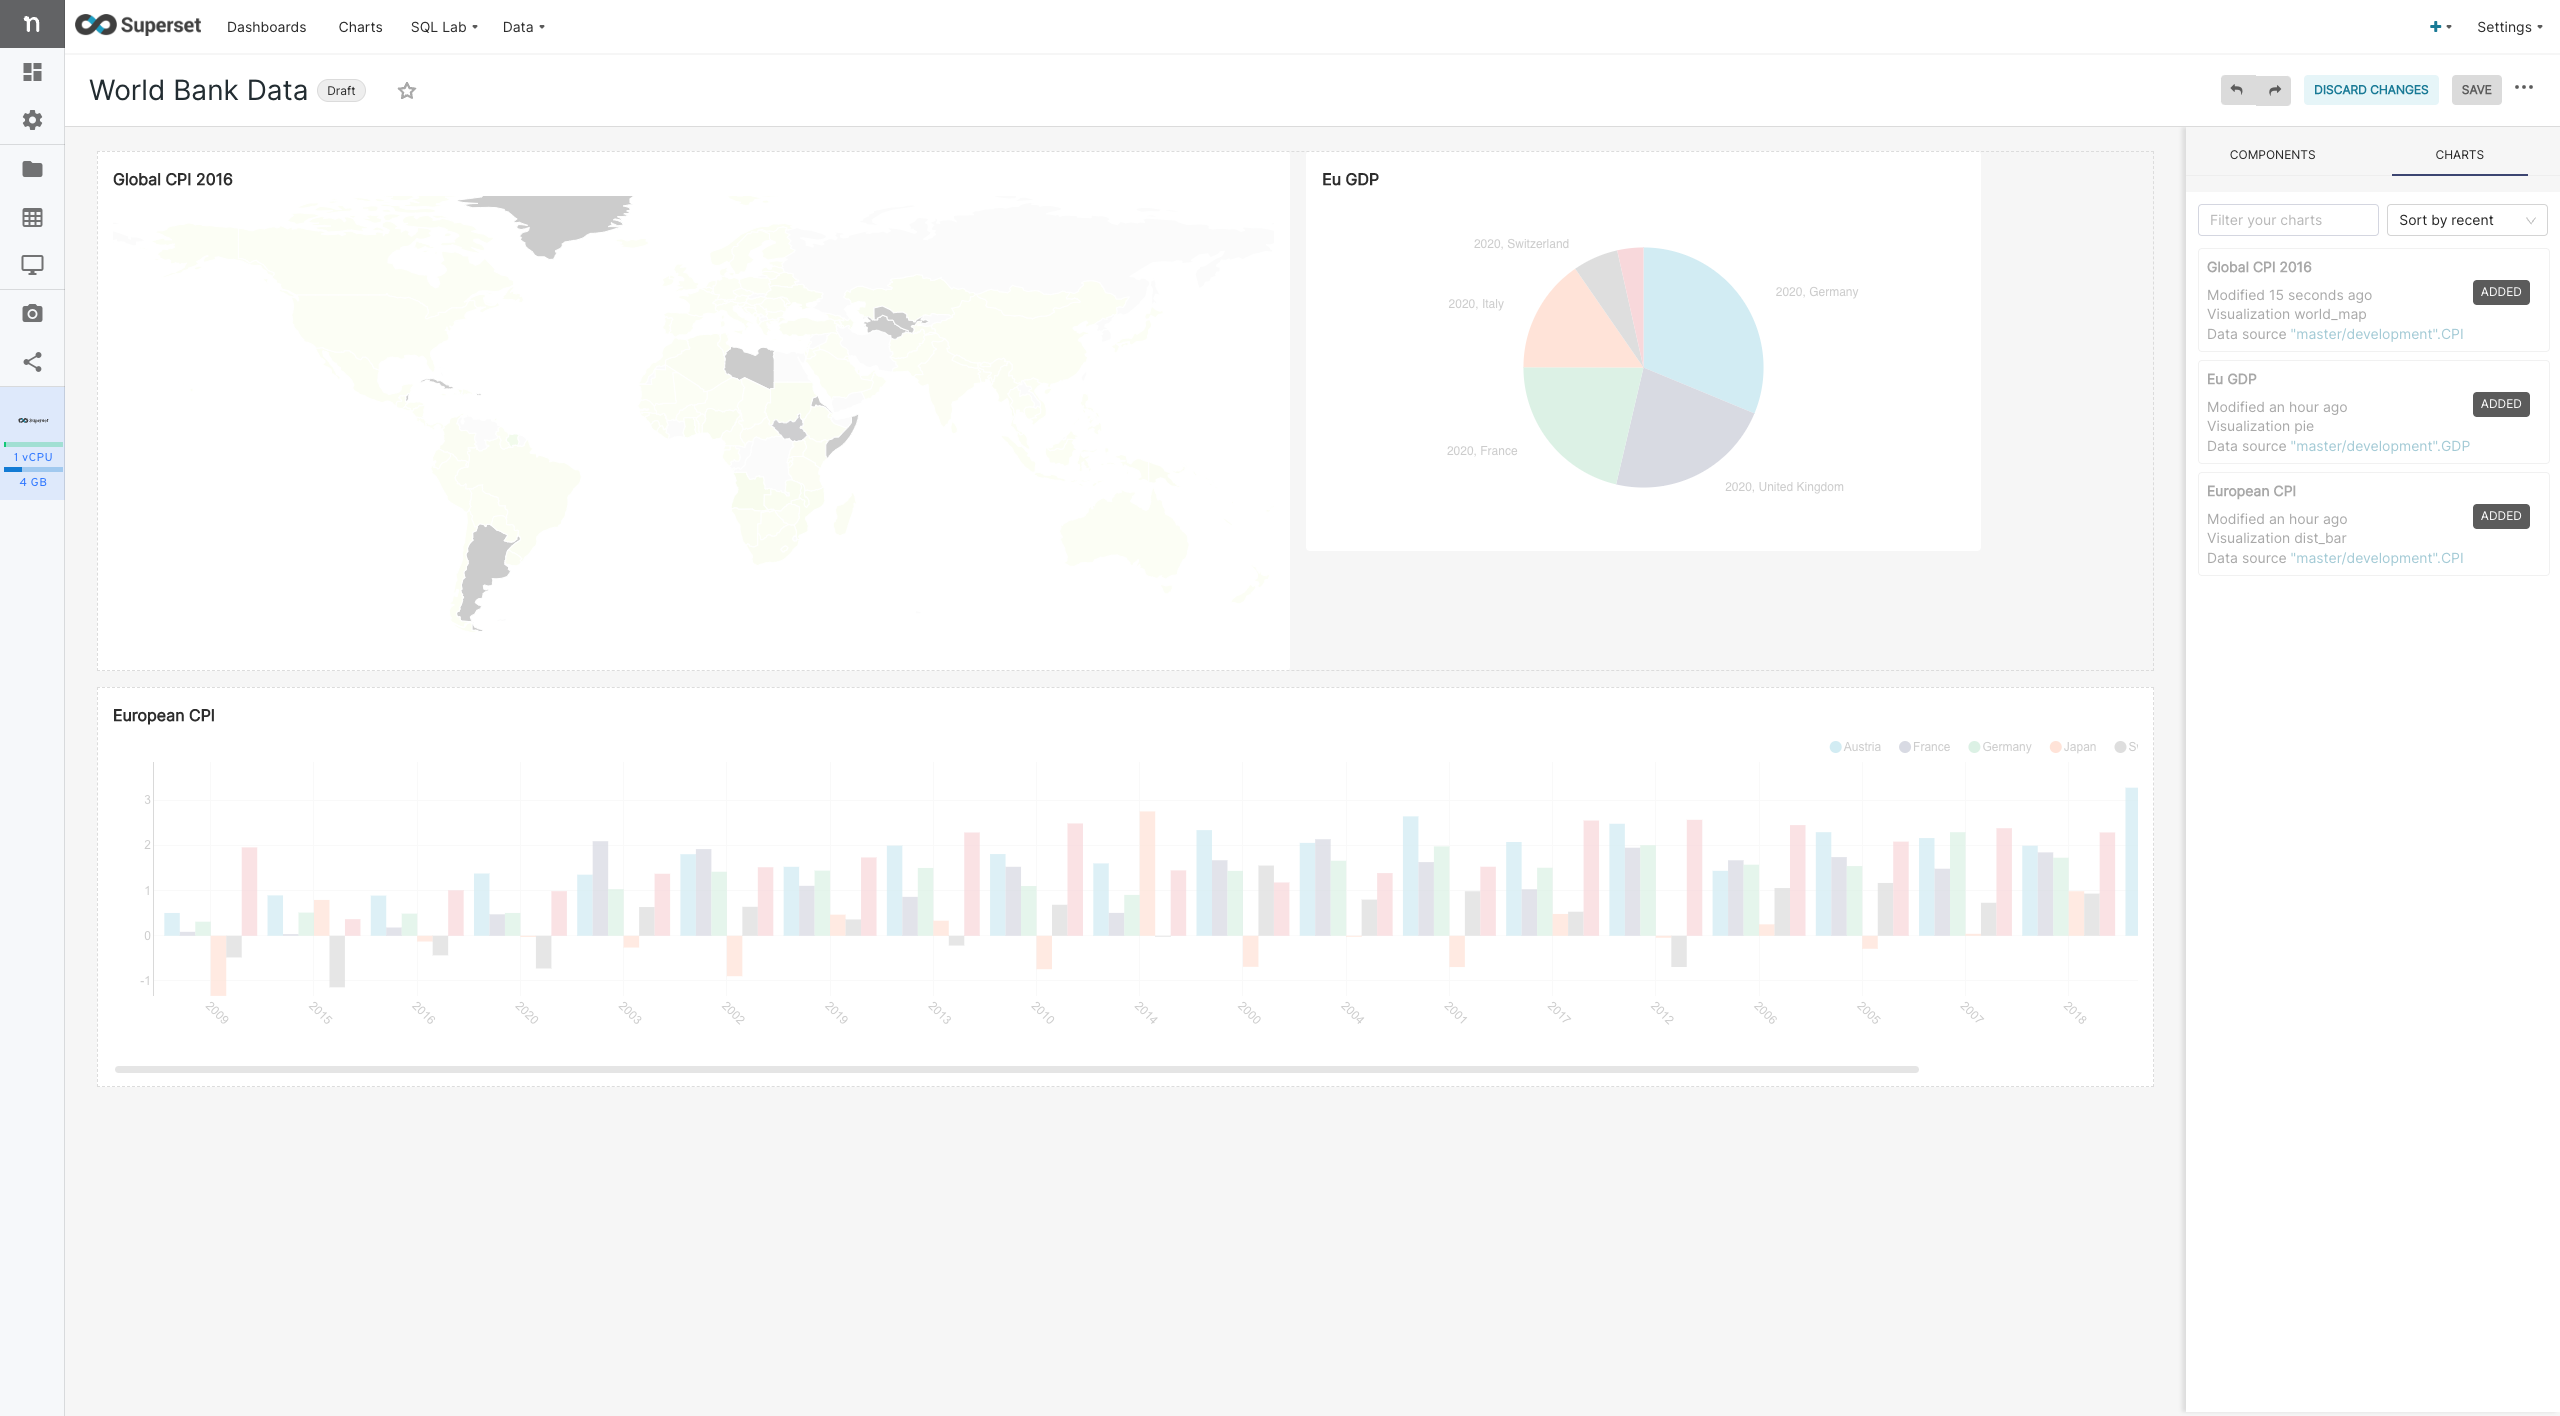 n
Superset
Dashboards
Charts
SQL Lab
Data
Settings
World Bank Data
Draft
DISCARD CHANGES
SAVE
Superset
1 vCPU
4 GB
Global CPI 2016
Eu GDP
2020, Switzerland
2020, Germany
2020, Italy
2020, France
2020, United Kingdom
European CPI
Austria
France
Germany
Japan
3
2
1
0
-1
2009
2015
2016
2020
2003
2002
2019
2013
2010
2014
2000
2004
2001
2017
2012
2006
2005
2007
2018
COMPONENTS
CHARTS
Filter your charts
Sort by recent
Global CPI 2016
Modified 15 seconds ago
Visualization world_map
Data source "master/development".CPI
ADDED
Eu GDP
Modified an hour ago
Visualization pie
Data source "master/development".GDP
ADDED
European CPI
Modified an hour ago
Visualization dist_bar
Data source "master/development".CPI
ADDED